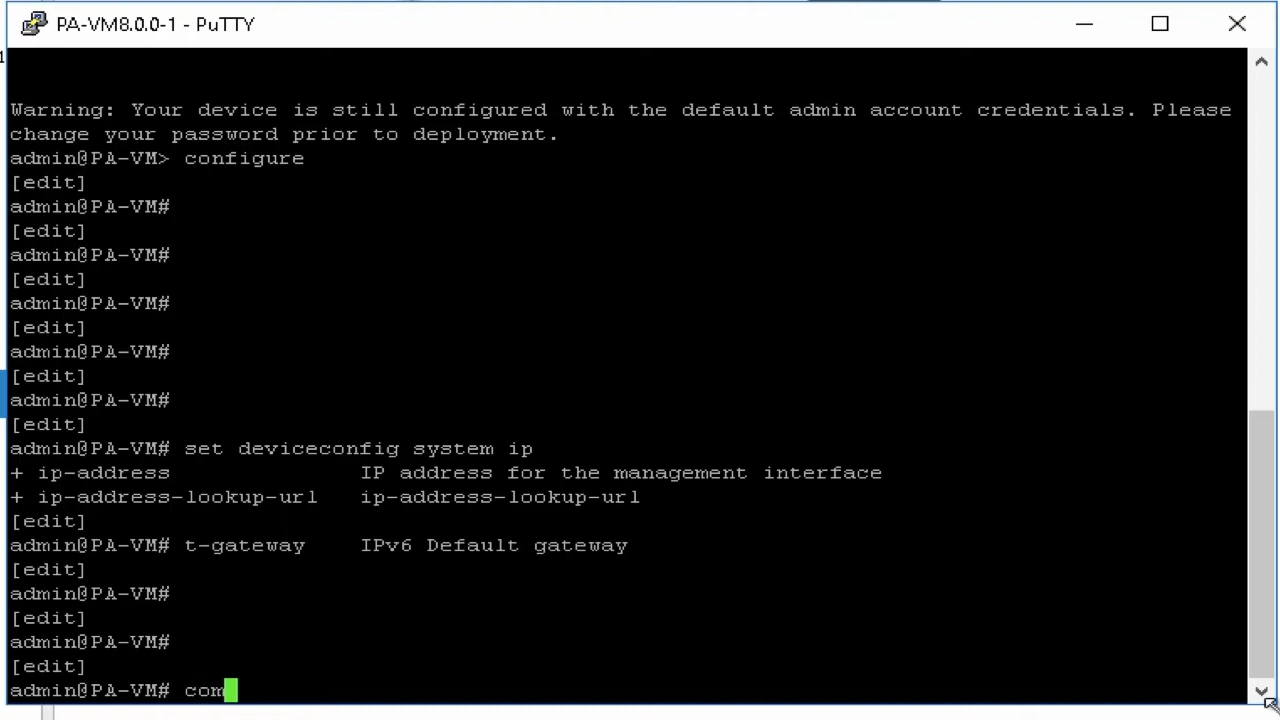 PA-VM8.0.0-1 - PuTTY
Warning: Your device is still configured with the default admin account credentials. Please
change your password prior to deployment.
admin@PA-VM> configure
[edit]
admin@PA-VM#
[edit]
admin@PA-VM#
[edit]
admin@PA-VM#
[edit]
admin@PA-VM#
[edit]
admin@PA-VM#
[edit]
admin@PA-VM# set deviceconfig system ip
+ ip-address IP address for the management interface
+ ip-address-lookup-url ip-address-lookup-url
[edit]
admin@PA-VM# t-gateway IPv6 Default gateway
[edit]
admin@PA-VM#
[edit]
admin@PA-VM#
[edit]
admin@PA-VM# com